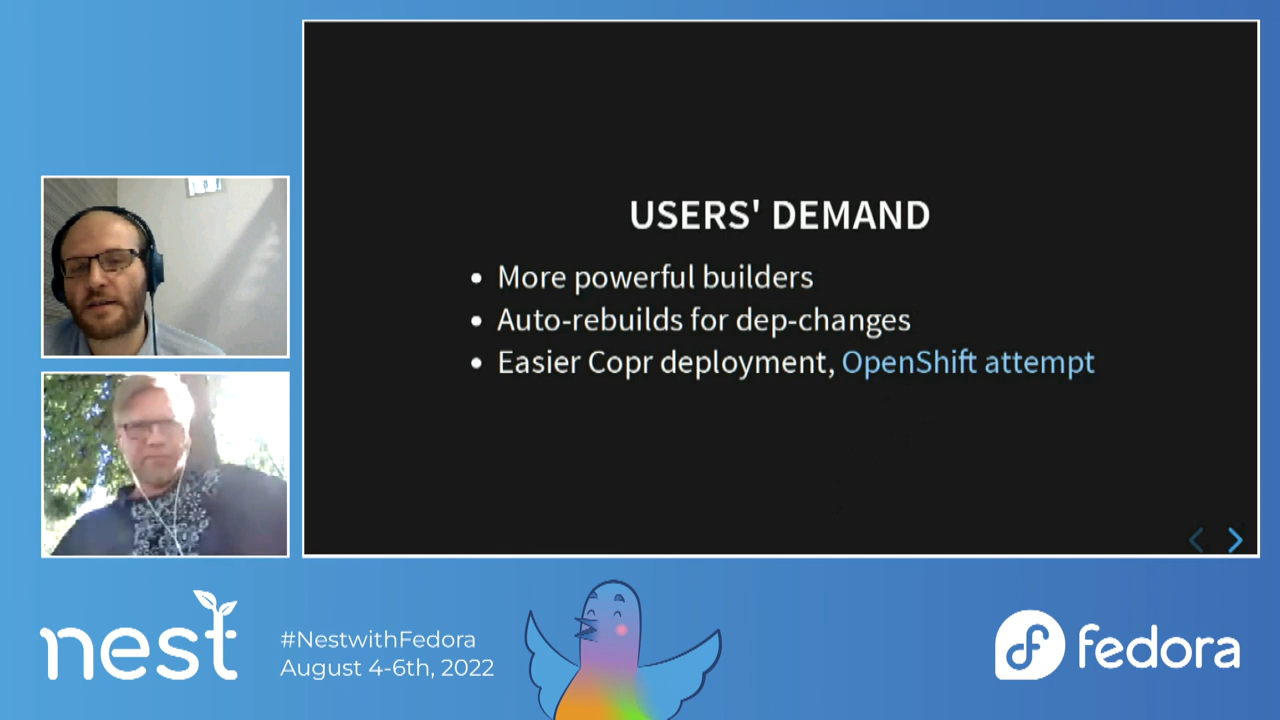 USERS' DEMAND
More powerful builders
Auto-rebuilds for dep-changes
Easier Copr deployment, OpenShift attempt
nest
#NestwithFedora
August 4-6th, 2022
fedora